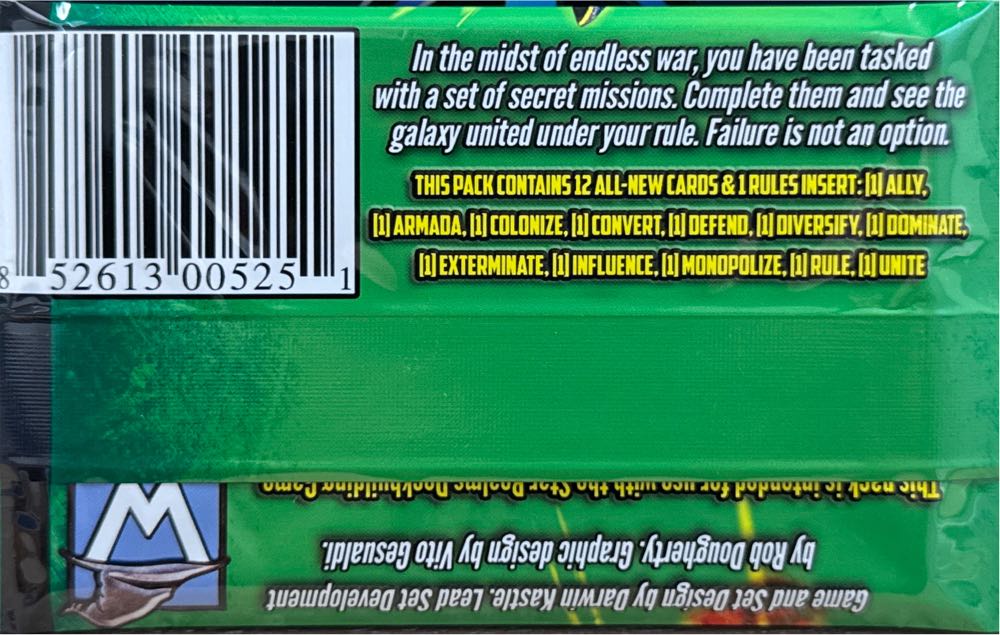 In the midst of endless war, you have been tasked
with a set of secret missions. Complete them and see the
galaxy united under your rule. Failure is not an option.
THIS PACK CONTAINS 12 ALL-NEW CARDS & 1 RULES INSERT: [1] ALLY,
[1] ARMADA, [1] COLONIZE, [1] CONVERT, [1] DEFEND, [1] DIVERSIFY, [1] DOMINATE,
[1] EXTERMINATE, [1] INFLUENCE, [1] MONOPOLIZE, [1] RULE, [1] UNITE
8 52613 00525 1
Game and Set Design by Darwin Kastle. Lead Set Development
by Rob Dougherty. Graphic design by Vito Gesualdi.
This pack is intended for use with the Star Realms Deckbuilding Game
W